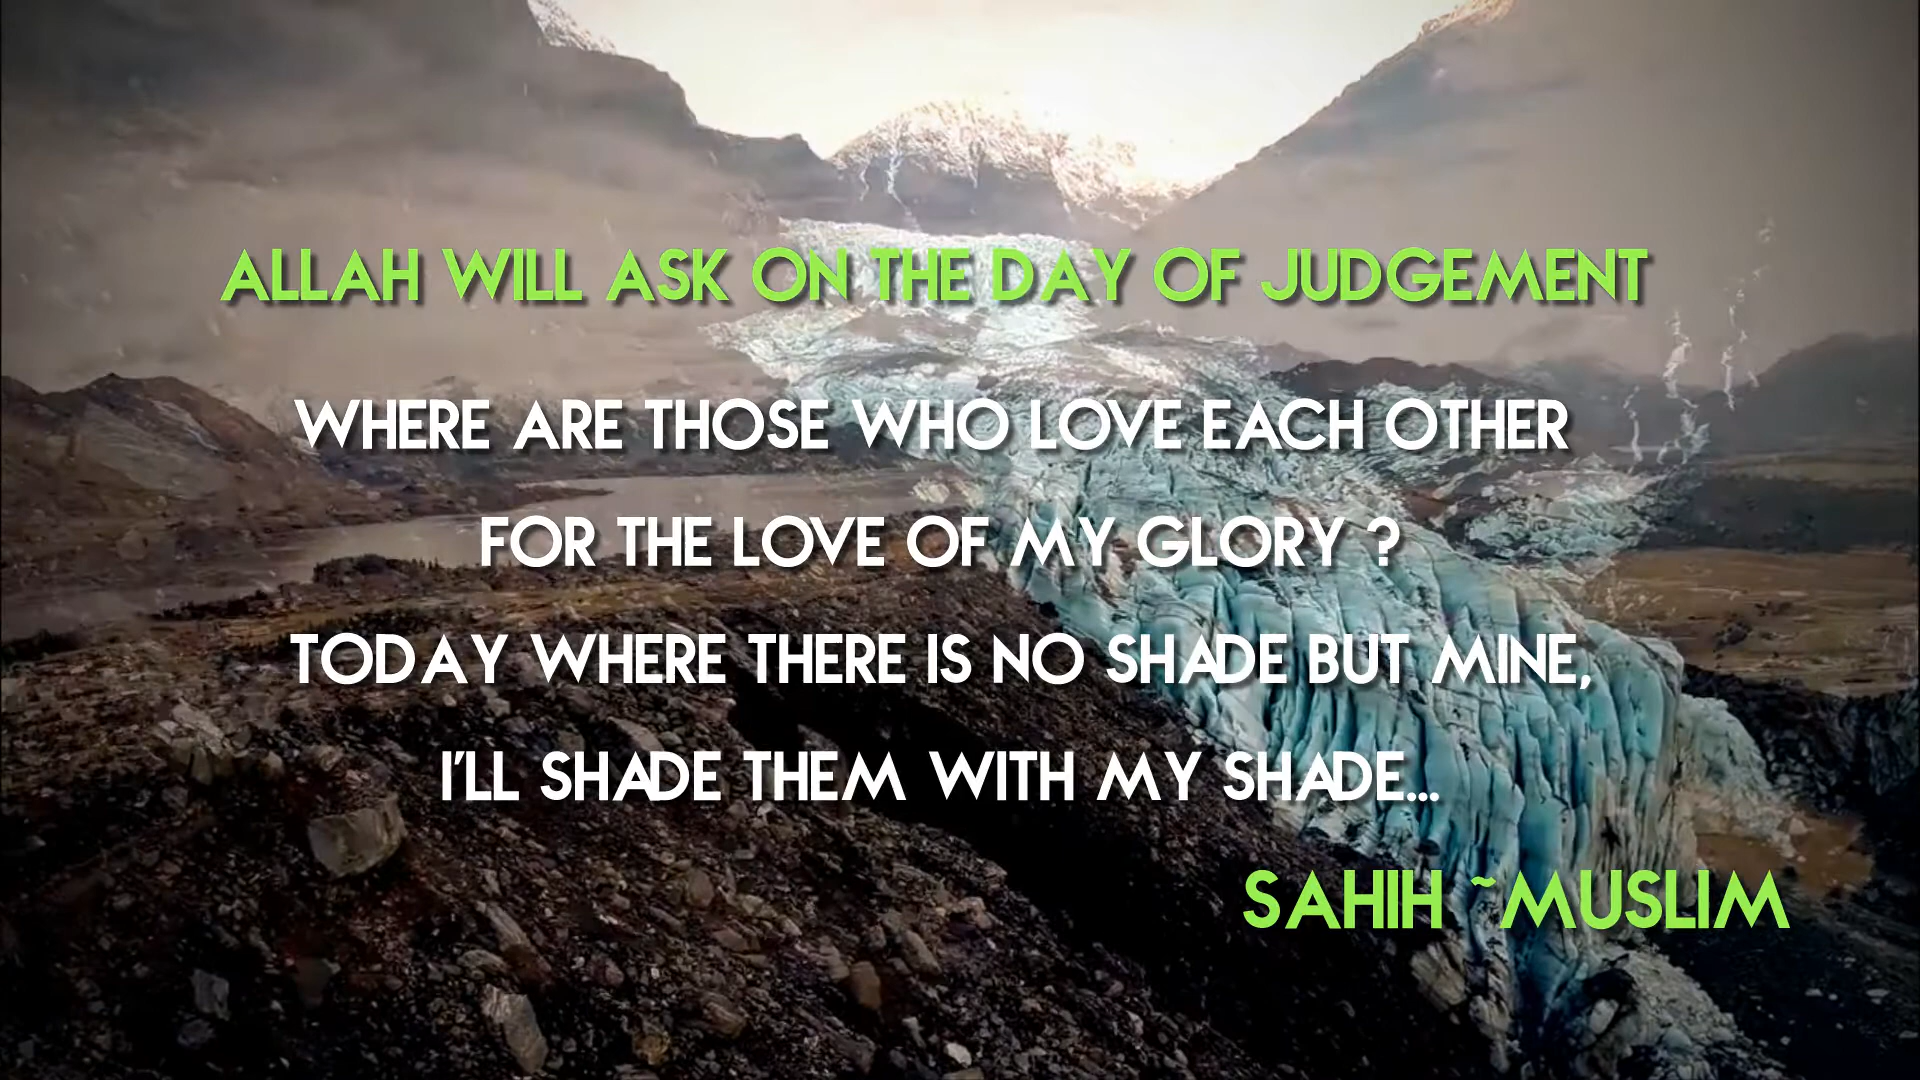 ALLAH WILL ASK ON THE DAY OF JUDGEMENT
WHERE ARE THOSE WHO LOVE EACH OTHER
FOR THE LOVE OF MY GLORY ?
TODAY WHERE THERE IS NO SHADE BUT MINE,
I'LL SHADE THEM WITH MY SHADE...
SAHIH ~MUSLIM